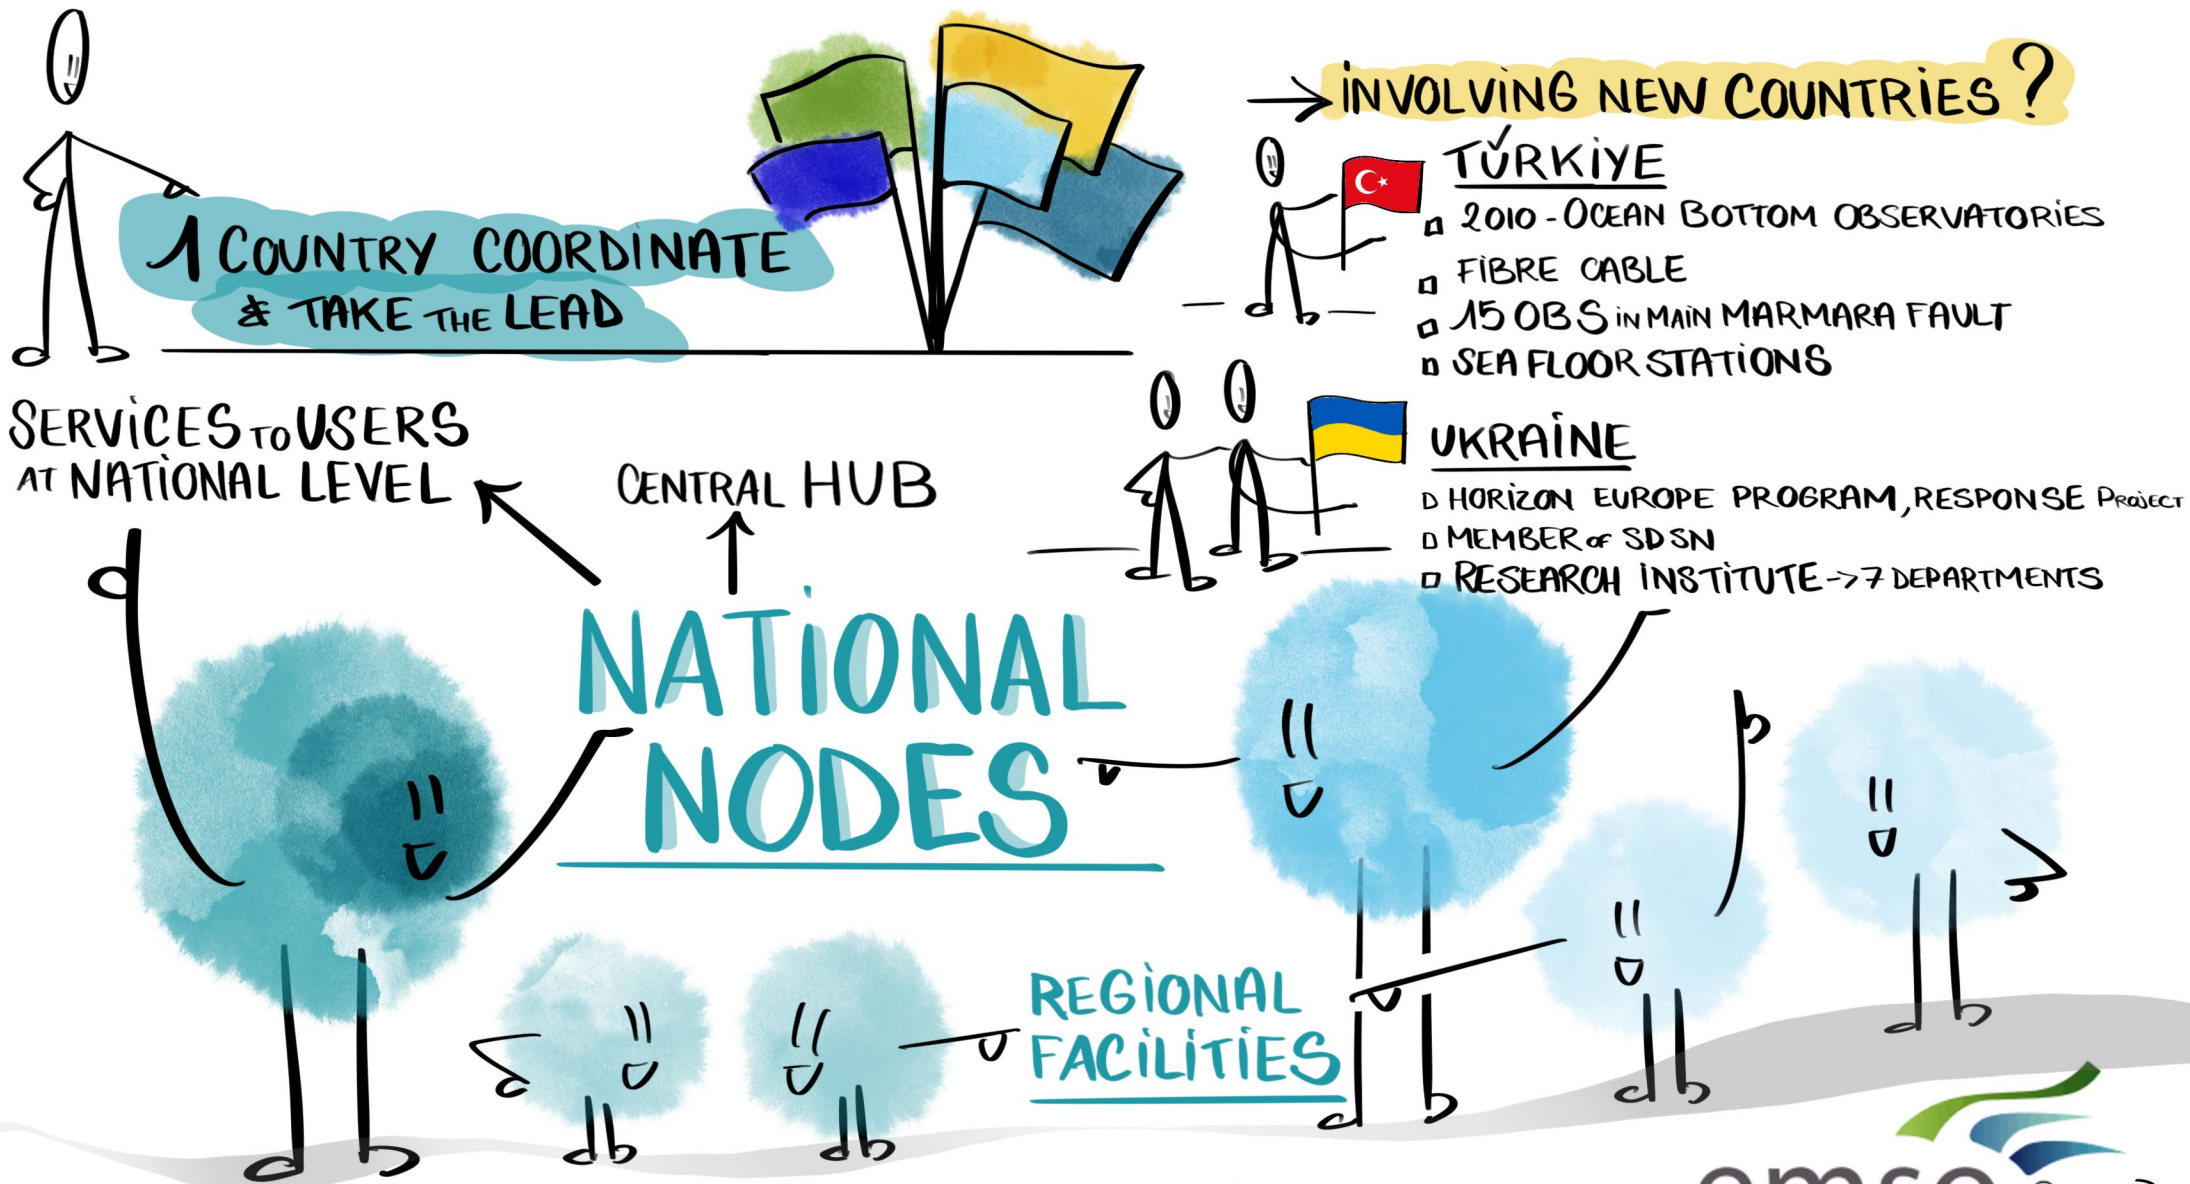 1 COUNTRY COORDINATE
& TAKE THE LEAD
→ INVOLVING NEW COUNTRIES ?
TÜRKIYE
2010 - OCEAN BOTTOM OBSERVATORIES
FIBRE CABLE
15 OBS IN MAIN MARMARA FAULT
SEA FLOOR STATIONS
UKRAINE
HORIZON EUROPE PROGRAM, RESPONSE PROJECT
MEMBER OF SDSN
RESEARCH INSTITUTE -> 7 DEPARTMENTS
SERVICES TO USERS
AT NATIONAL LEVEL
CENTRAL HUB
NATIONAL
NODES
REGIONAL
FACILITIES
emso